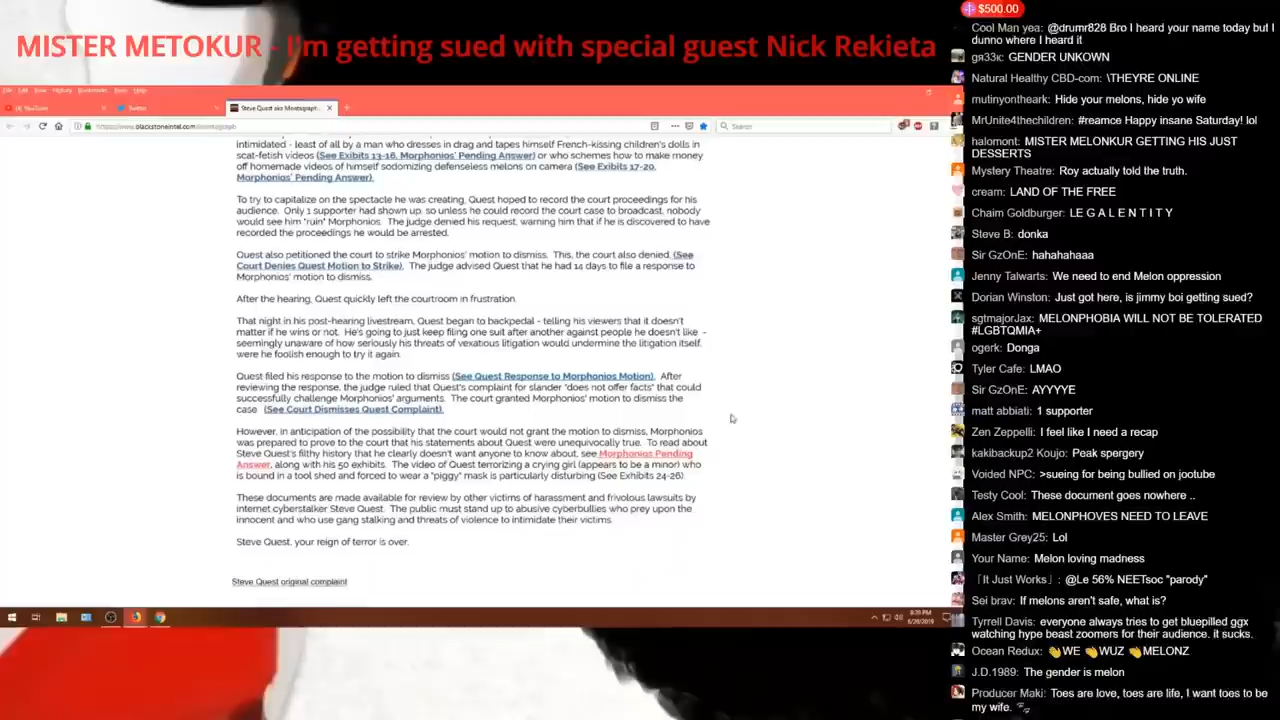 MISTER METOKUR - I'm getting sued with special guest Nick Rekieta
File Edit View History Bookmarks Tools Help
YouTube
Twitter
Steve Quest aka Montagraph
https://www.blackstoneintel.com/montagraph
Search
intimidated - least of all by a man who dresses in drag and tapes himself French-kissing children's dolls in
scat-fetish videos (See Exibits 13-16, Morphonios' Pending Answer) or who schemes how to make money
off homemade videos of himself sodomizing defenseless melons on camera (See Exibits 17-20,
Morphonios' Pending Answer).
To try to capitalize on the spectacle he was creating, Quest hoped to record the court proceedings for his
audience. Only 1 supporter had shown up, so unless he could record the court case to broadcast, nobody
would see him "ruin" Morphonios. The judge denied his request, warning him that if he is discovered to have
recorded the proceedings he would be arrested.
Quest also petitioned the court to strike Morphonios' motion to dismiss. This, the court also denied, (See
Court Denies Quest Motion to Strike). The judge advised Quest that he had 14 days to file a response to
Morphonios' motion to dismiss.
After the hearing, Quest quickly left the courtroom in frustration.
That night in his post-hearing livestream, Quest began to backpedal - telling his viewers that it doesn't
matter if he wins or not. He's going to just keep filing one suit after another against people he doesn't like -
seemingly unaware of how seriously his threats of vexatious litigation would undermine the litigation itself,
were he foolish enough to try it again.
Quest filed his response to the motion to dismiss (See Quest Response to Morphonios Motion). After
reviewing the response, the judge ruled that Quest's complaint for slander "does not offer facts" that could
successfully challenge Morphonios' arguments. The court granted Morphonios' motion to dismiss the
case (See Court Dismisses Quest Complaint).
However, in anticipation of the possibility that the court would not grant the motion to dismiss, Morphonios
was prepared to prove to the court that his statements about Quest were unequivocally true. To read about
Steve Quest's filthy history that he clearly doesn't want anyone to know about, see Morphonios Pending
Answer, along with his 50 exhibits. The video of Quest terrorizing a crying girl (appears to be a minor) who
is bound in a tool shed and forced to wear a "piggy" mask is particularly disturbing (See Exhibits 24-26).
These documents are made available for review by other victims of harassment and frivolous lawsuits by
internet cyberstalker Steve Quest. The public must stand up to abusive cyberbullies who prey upon the
innocent and who use gang stalking and threats of violence to intimidate their victims.
Steve Quest, your reign of terror is over.
Steve Quest original complaint
8:39 PM
6/29/2019
$500.00
Cool Man yea: @drumr828 Bro I heard your name today but I
dunno where I heard it
ga33k: GENDER UNKOWN
Natural Healthy CBD-com: \THEYRE ONLINE
mutinyontheark: Hide your melons, hide yo wife
MrUnite4thechildren: #reamce Happy insane Saturday! lol
halomont: MISTER MELONKUR GETTING HIS JUST
DESSERTS
Mystery Theatre: Roy actually told the truth.
cream: LAND OF THE FREE
Chaim Goldburger: L E G A L E N T I T Y
Steve B: donka
Sir GzOnE: hahahahaaa
Jenny Talwarts: We need to end Melon oppression
Dorian Winston: Just got here, is jimmy boi getting sued?
sgtmajorJax: MELONPHOBIA WILL NOT BE TOLERATED
#LGBTQMIA+
ogerk: Donga
Tyler Cafe: LMAO
Sir GzOnE: AYYYYE
matt abbiati: 1 supporter
Zen Zeppelli: I feel like I need a recap
kakibackup2 Koujo: Peak spergery
Voided NPC: >sueing for being bullied on jootube
Testy Cool: These document goes nowhere ..
Alex Smith: MELONPHOVES NEED TO LEAVE
Master Grey25: Lol
Your Name: Melon loving madness
「It Just Works」: @Le 56% NEETsoc "parody"
Sei brav: If melons aren't safe, what is?
Tyrrell Davis: everyone always tries to get bluepilled ggx
watching hype beast zoomers for their audience. it sucks.
Ocean Redux: 👏WE 👏WUZ 👏MELONZ
J.D.1989: The gender is melon
Producer Maki: Toes are love, toes are life, I want toes to be
my wife.